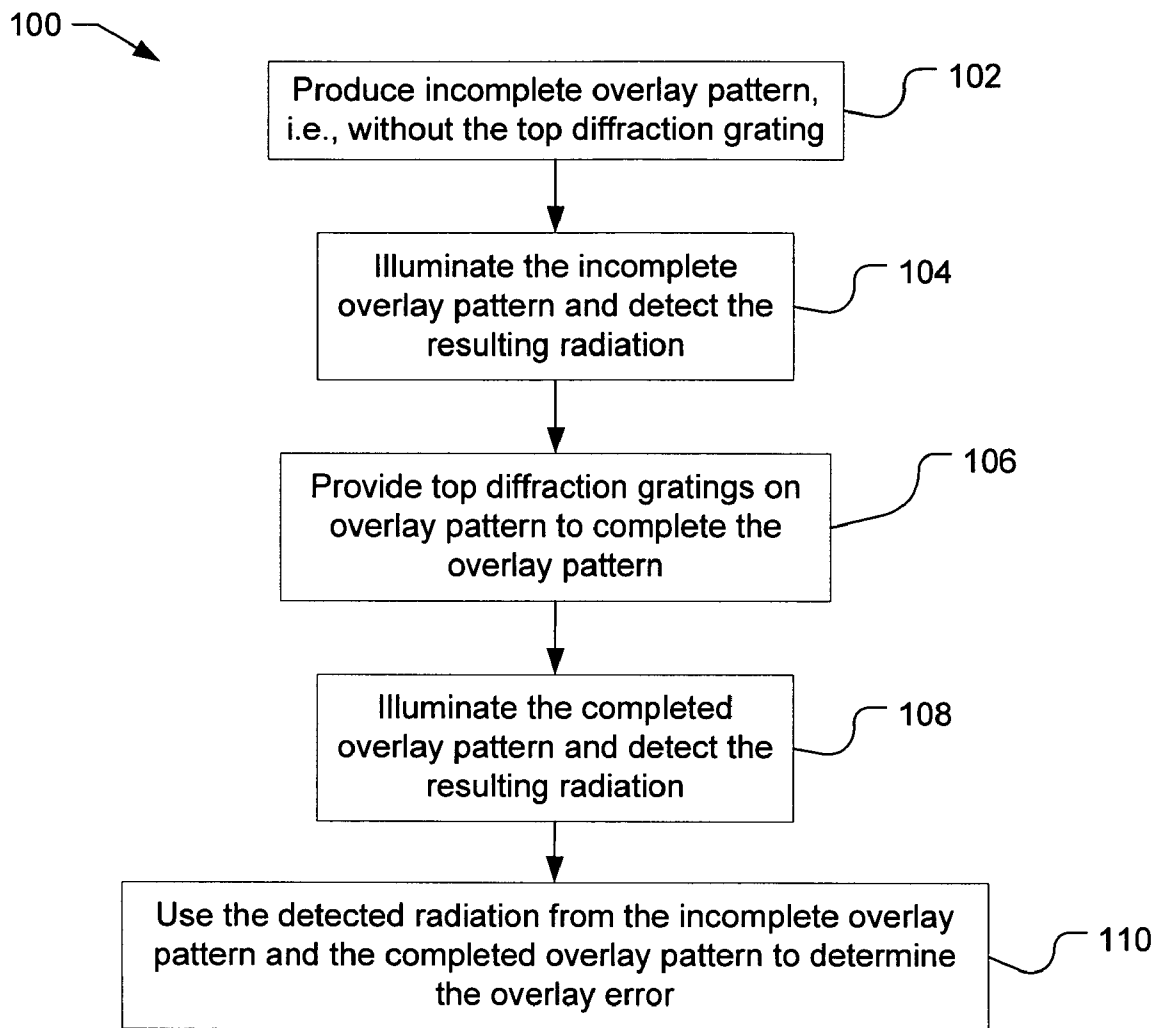 100
Produce incomplete overlay pattern,
i.e., without the top diffraction grating
102
Illuminate the incomplete
overlay pattern and detect the
resulting radiation
104
Provide top diffraction gratings on
overlay pattern to complete the
overlay pattern
106
Illuminate the completed
overlay pattern and detect the
resulting radiation
108
Use the detected radiation from the incomplete overlay
pattern and the completed overlay pattern to determine
the overlay error
110